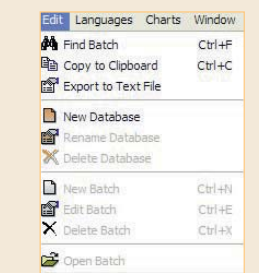 Edit Languages Charts Window
Find Batch Ctrl+F
Copy to Clipboard Ctrl+C
Export to Text File
New Database
Rename Database
Delete Database
New Batch Ctrl+N
Edit Batch Ctrl+E
Delete Batch Ctrl+X
Open Batch